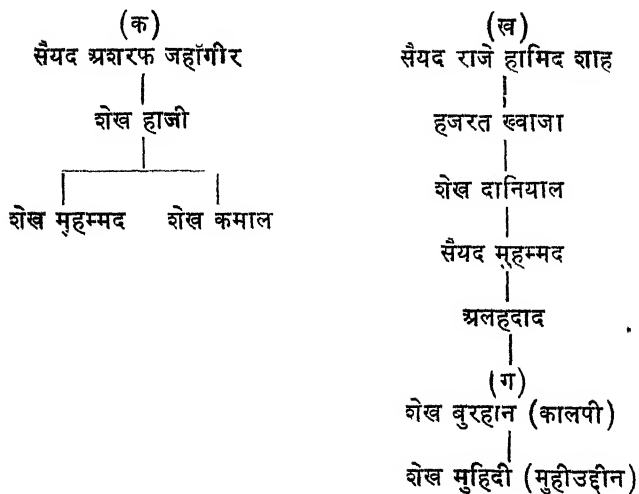 (क)
सैयद अशरफ जहाँगीर
शेख हाजी
शेख मुहम्मद शेख कमाल
(ख)
सैयद राजे हामिद शाह
हजरत ख्वाजा
शेख दानियाल
सैयद मुहम्मद
अलहदाद
(ग)
शेख बुरहान (कालपी)
शेख मुहिदी (मुहीउद्दीन)